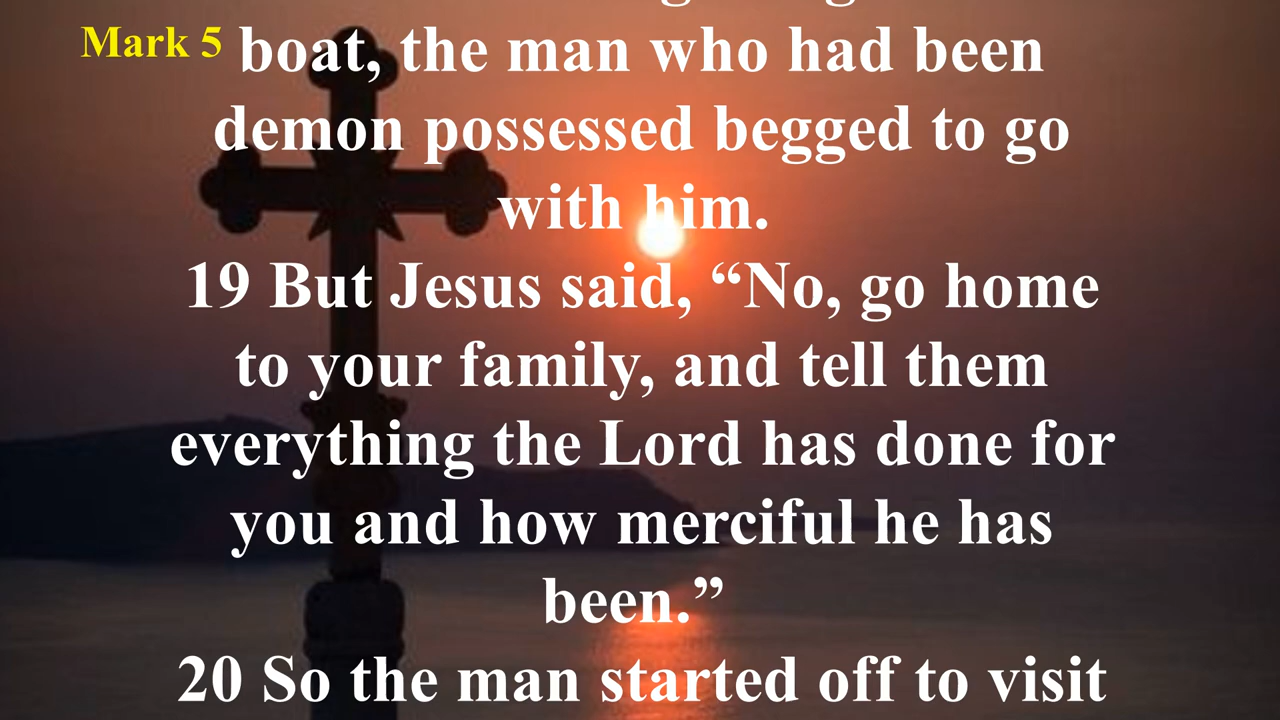 Mark 5
boat, the man who had been
demon possessed begged to go
with him.
19 But Jesus said, “No, go home
to your family, and tell them
everything the Lord has done for
you and how merciful he has
been.”
20 So the man started off to visit